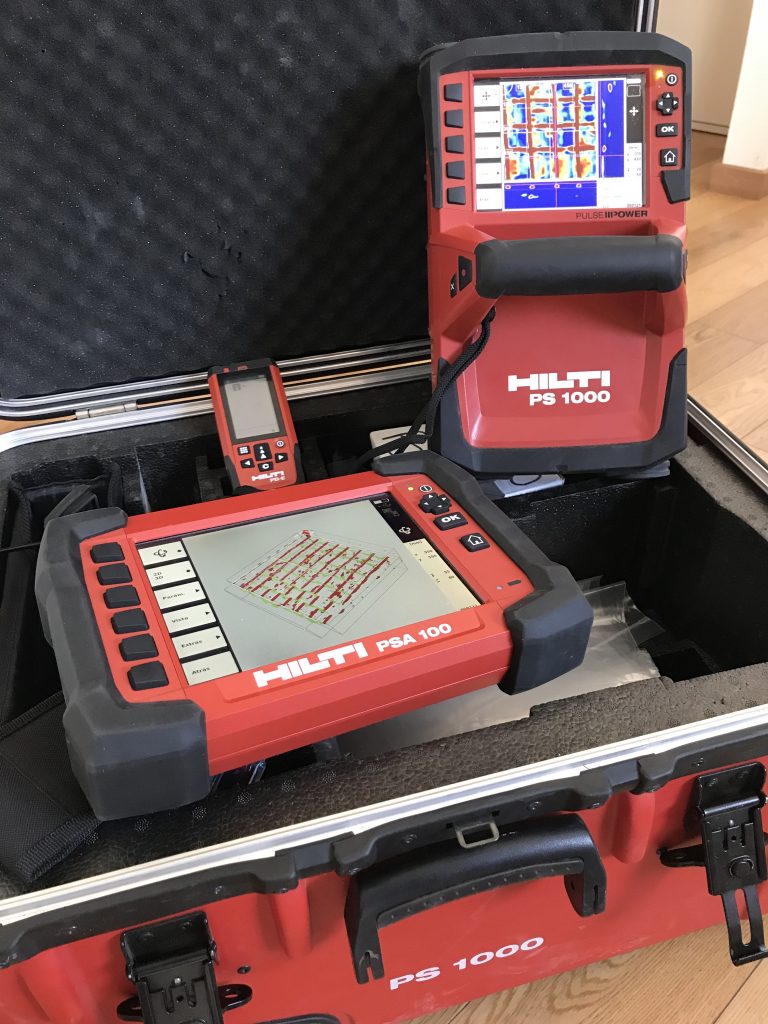 OK
PULSE POWER
X
HILTI
PS 1000
HILTI
PD-E
C
OK
2D
3D
Parám.
Vista
Extras
Atrás
HILTI PSA 100
PS 1000